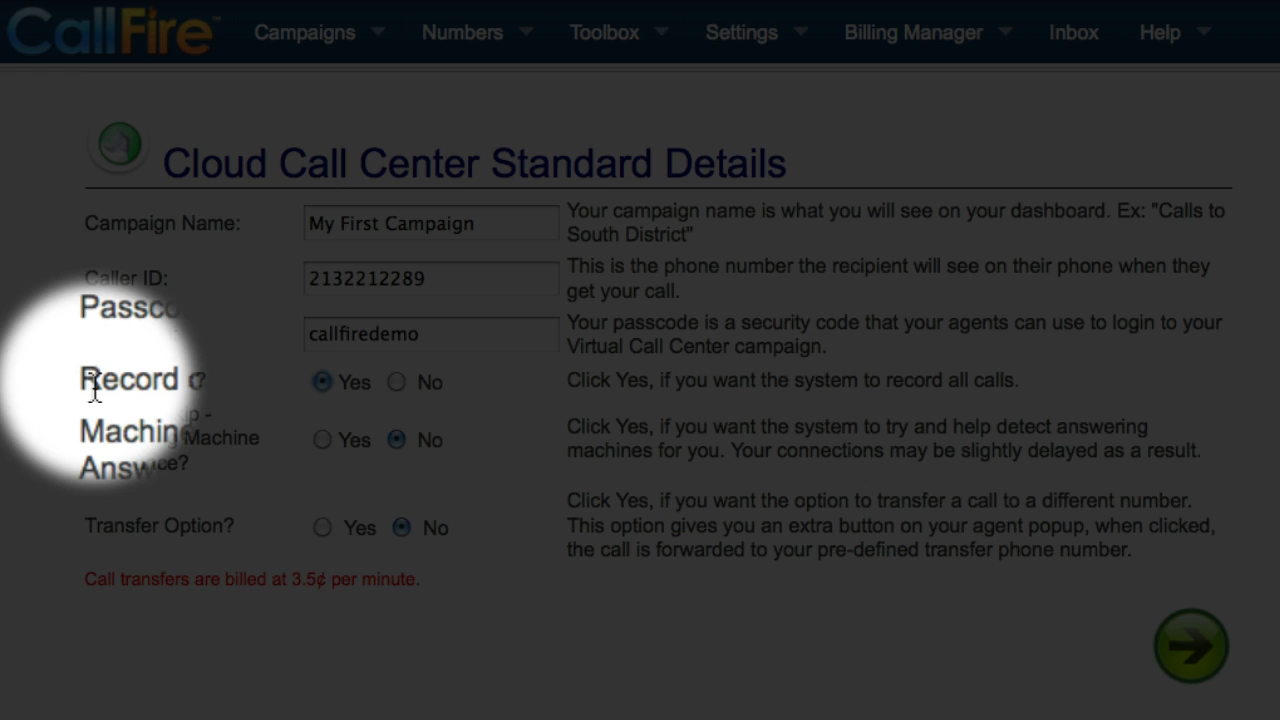 CallFire™
Campaigns Numbers Toolbox Settings Billing Manager Inbox Help
Cloud Call Center Standard Details
Campaign Name: My First Campaign Your campaign name is what you will see on your dashboard. Ex: "Calls to
South District"
Caller ID: 2132212289 This is the phone number the recipient will see on their phone when they
get your call.
callfiredemo Your passcode is a security code that your agents can use to login to your
Virtual Call Center campaign.
Record Yes No Click Yes, if you want the system to record all calls.
Machine Yes No Click Yes, if you want the system to try and help detect answering
machines for you. Your connections may be slightly delayed as a result.
Transfer Option? Yes No Click Yes, if you want the option to transfer a call to a different number.
This option gives you an extra button on your agent popup, when clicked,
the call is forwarded to your pre-defined transfer phone number.
Call transfers are billed at 3.5¢ per minute.